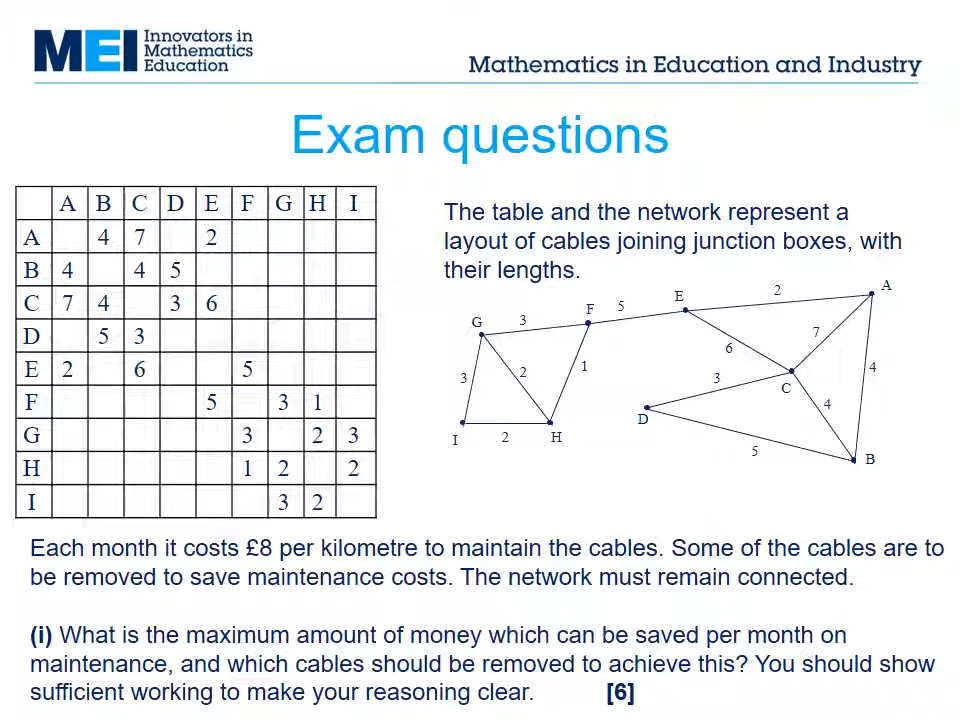 MEI Innovators in
Mathematics
Education
Mathematics in Education and Industry
Exam questions
A B C D E F G H I
A 4 7 2
B 4 4 5
C 7 4 3 6
D 5 3
E 2 6 5
F 5 3 1
G 3 2 3
H 1 2 2
I 3 2
The table and the network represent a
layout of cables joining junction boxes, with
their lengths.
A
2
E
5
F
3
G
7
6
1
2
3
3
4
C
4
D
I
2
H
5
B
Each month it costs £8 per kilometre to maintain the cables. Some of the cables are to
be removed to save maintenance costs. The network must remain connected.
(i) What is the maximum amount of money which can be saved per month on
maintenance, and which cables should be removed to achieve this? You should show
sufficient working to make your reasoning clear. [6]